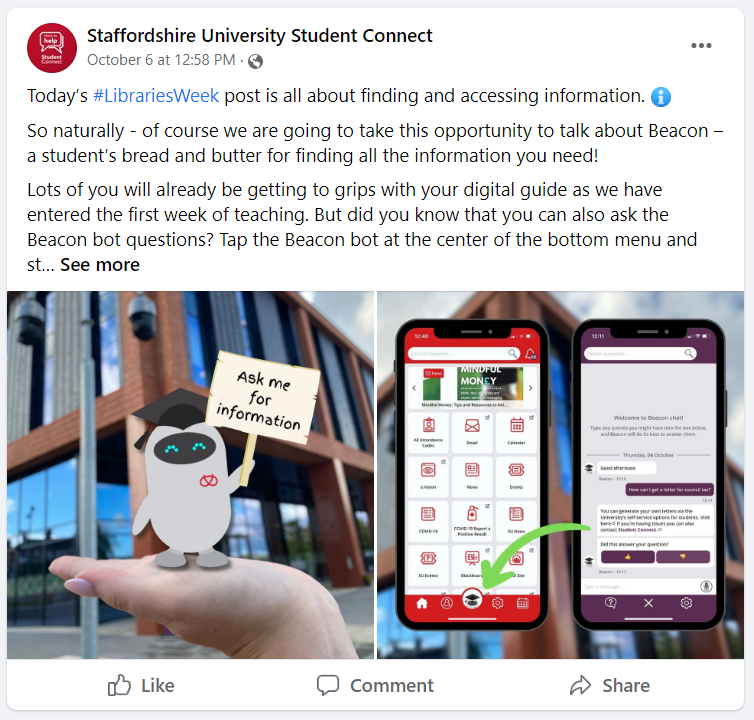 help
Student
Connect
Staffordshire University Student Connect
October 6 at 12:58 PM ·
Today's #LibrariesWeek post is all about finding and accessing information.
So naturally - of course we are going to take this opportunity to talk about Beacon –
a student's bread and butter for finding all the information you need!
Lots of you will already be getting to grips with your digital guide as we have
entered the first week of teaching. But did you know that you can also ask the
Beacon bot questions? Tap the Beacon bot at the center of the bottom menu and
st... See more
Ask me
for
information
12:40
Search keywords...
MINDFUL
MON£Y
Mindful Money: Tips and Resources to hel...
All Attendance
Codes
Email
Calendar
e:Vision
News
Events
COVID-19
COVID-19 Report a
Positive Result
SU News
SU Events
Blackboard
Site
12:11
Search keywords...
Welcome to Beacon chat!
Type any queries you might have into the box below,
and Beacon will do its best to answer them.
Thursday, 06 October
Good afternoon
Beacon - 12:10
How can I get a letter for council tax?
12:11
You can generate your own letters via the
University's self-service options for students. Visit
here If you're having issues you can also
contact Student Connect.
Did this answer your question?
Beacon - 12:11
Type a message...
Like
Comment
Share